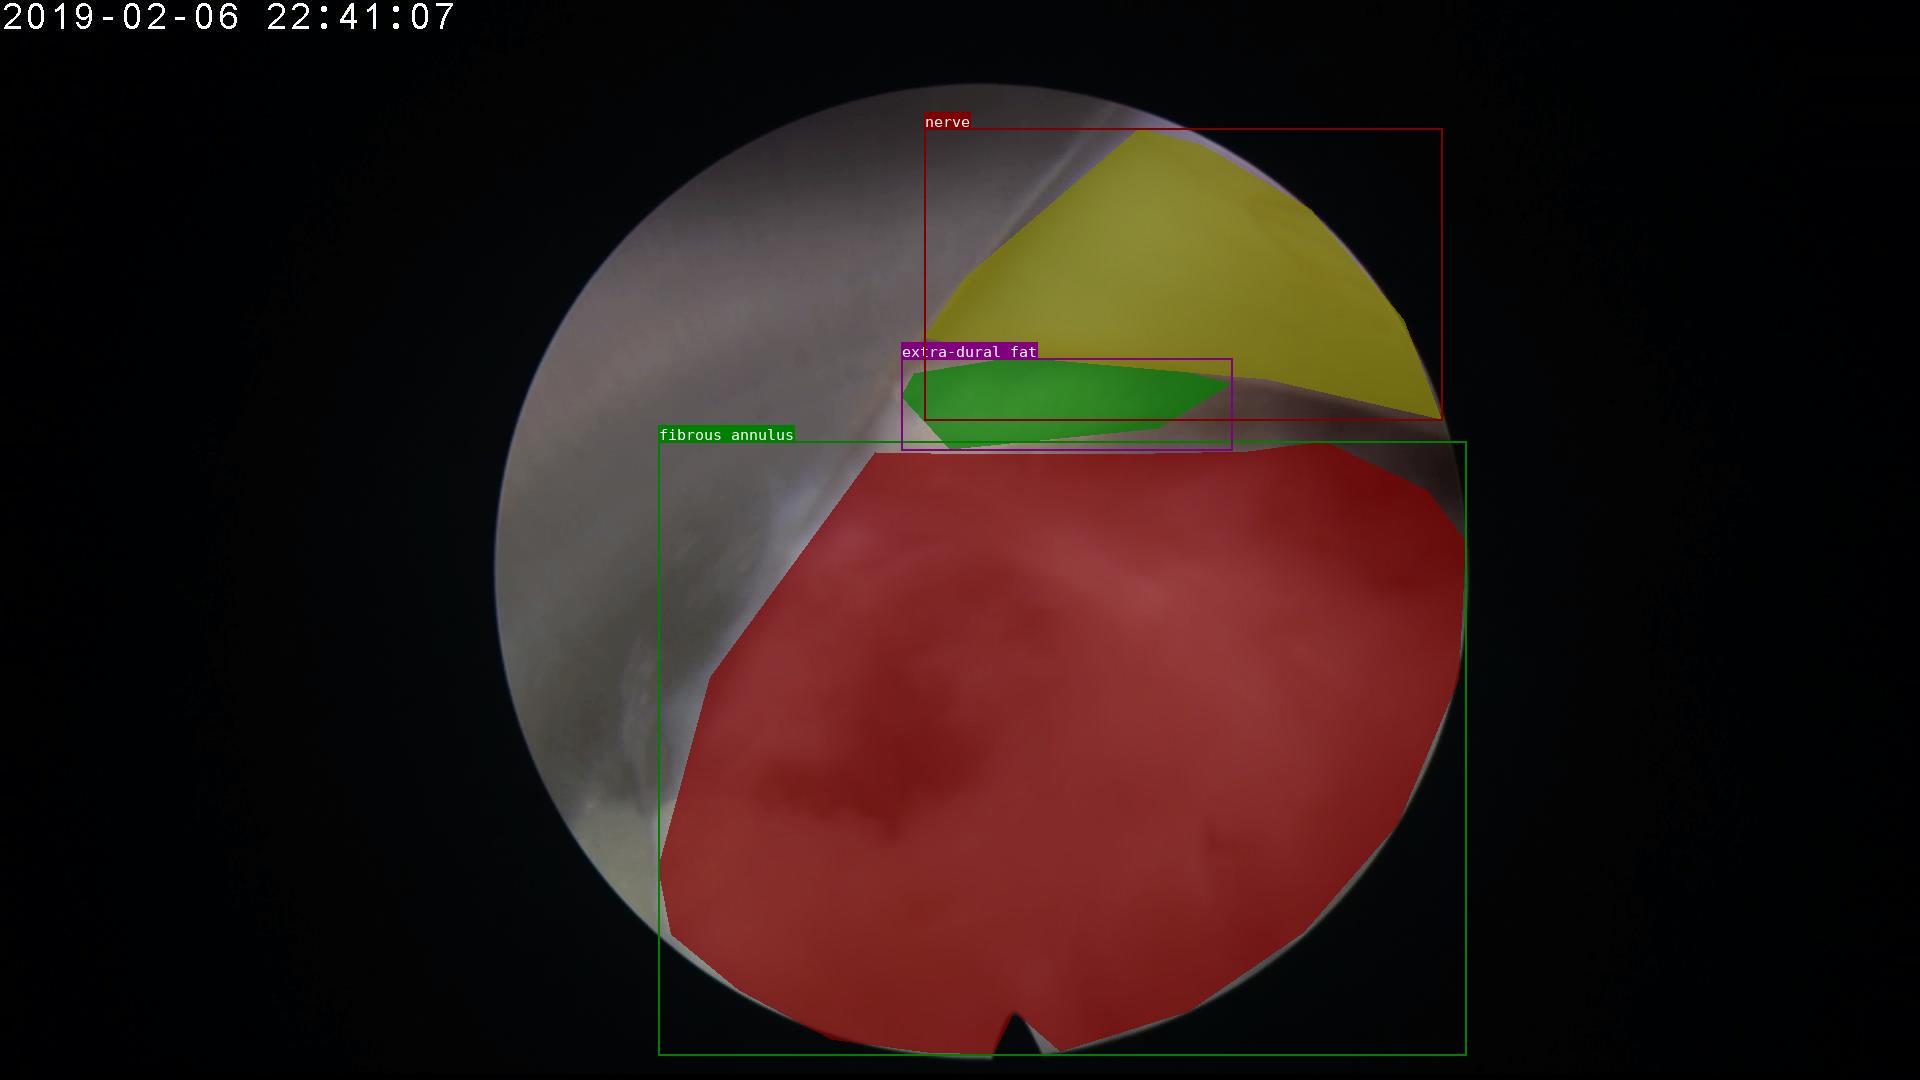 2019-02-06 22:41:07
nerve
extra-dural fat
fibrous annulus